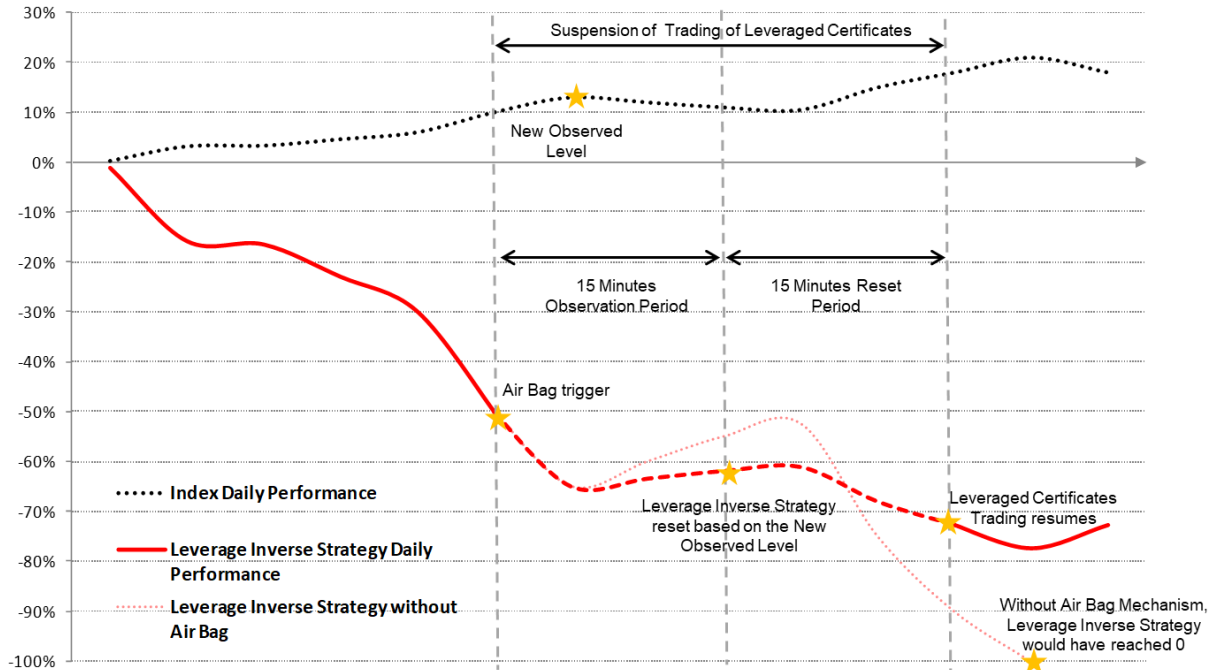 30%
Suspension of Trading of Leveraged Certificates
20%
10%
New Observed
Level
0%
-10%
-20%
15 Minutes
Observation Period
15 Minutes Reset
Period
-30%
-40%
Air Bag trigger
-50%
-60%
Index Daily Performance
Leverage Inverse Strategy
reset based on the New
Observed Level
Leveraged Certificates
Trading resumes
-70%
Leverage Inverse Strategy Daily
Performance
-80%
Leverage Inverse Strategy without
Air Bag
-90%
Without Air Bag Mechanism,
Leverage Inverse Strategy
would have reached 0
-100%